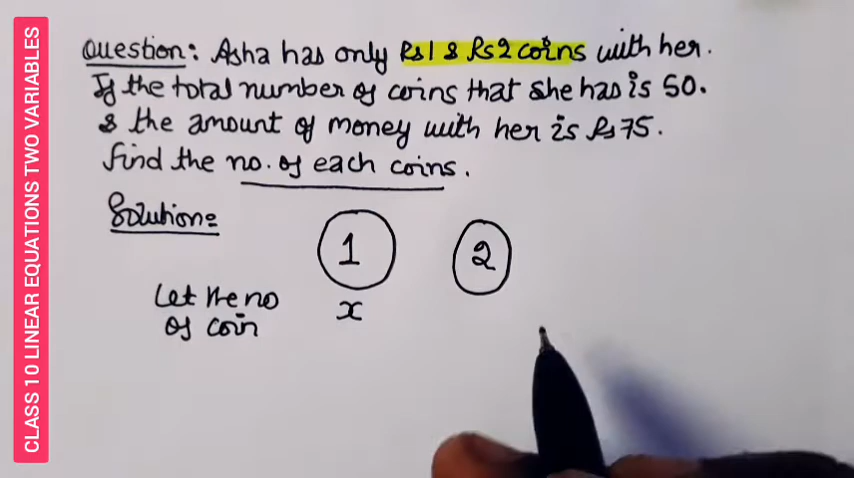 CLASS 10 LINEAR EQUATIONS TWO VARIABLES
Question: Asha has only Rs1 & Rs2 coins with her.
If the total number of coins that she has is 50.
& the amount of money with her is Rs75.
find the no. of each coins.
Solution=
1 2
Let the no
of coin x